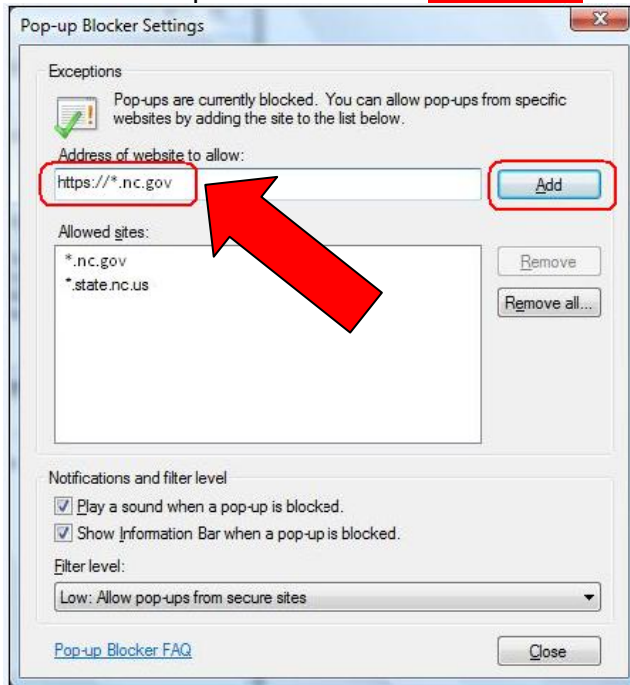 Pop-up Blocker Settings
Exceptions
Pop-ups are currently blocked. You can allow pop-ups from specific
websites by adding the site to the list below.
Address of website to allow:
https://*.nc.gov
Add
Allowed sites:
*.nc.gov
*.state.nc.us
Remove
Remove all...
Notifications and filter level
Play a sound when a pop-up is blocked.
Show Information Bar when a pop-up is blocked.
Filter level:
Low: Allow pop-ups from secure sites
Pop-up Blocker FAQ
Close